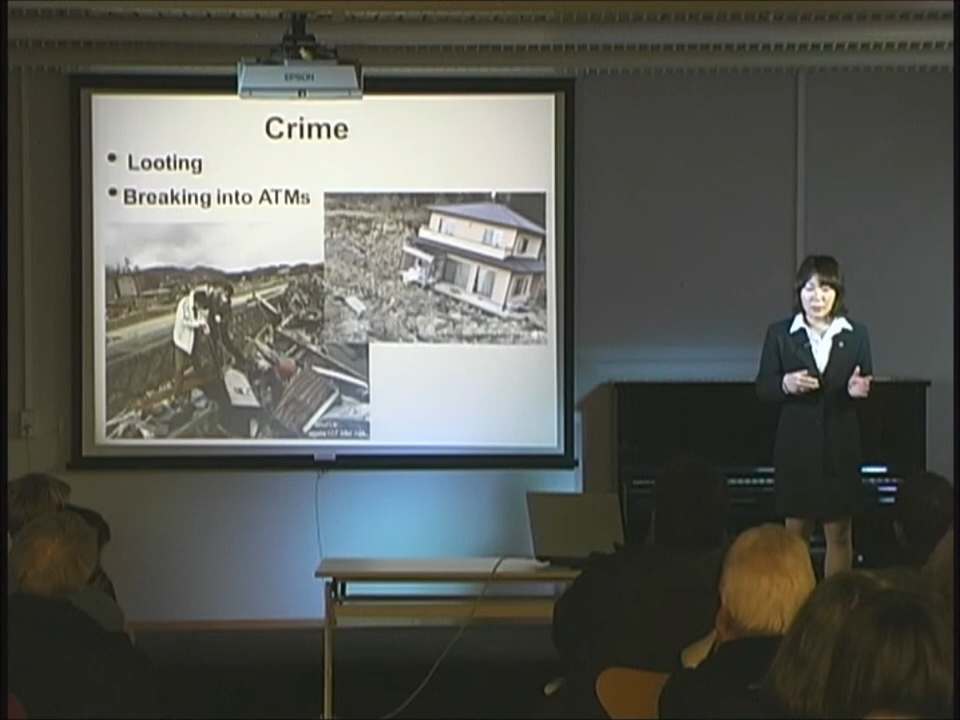 EPSON
Crime
• Looting
• Breaking into ATMs